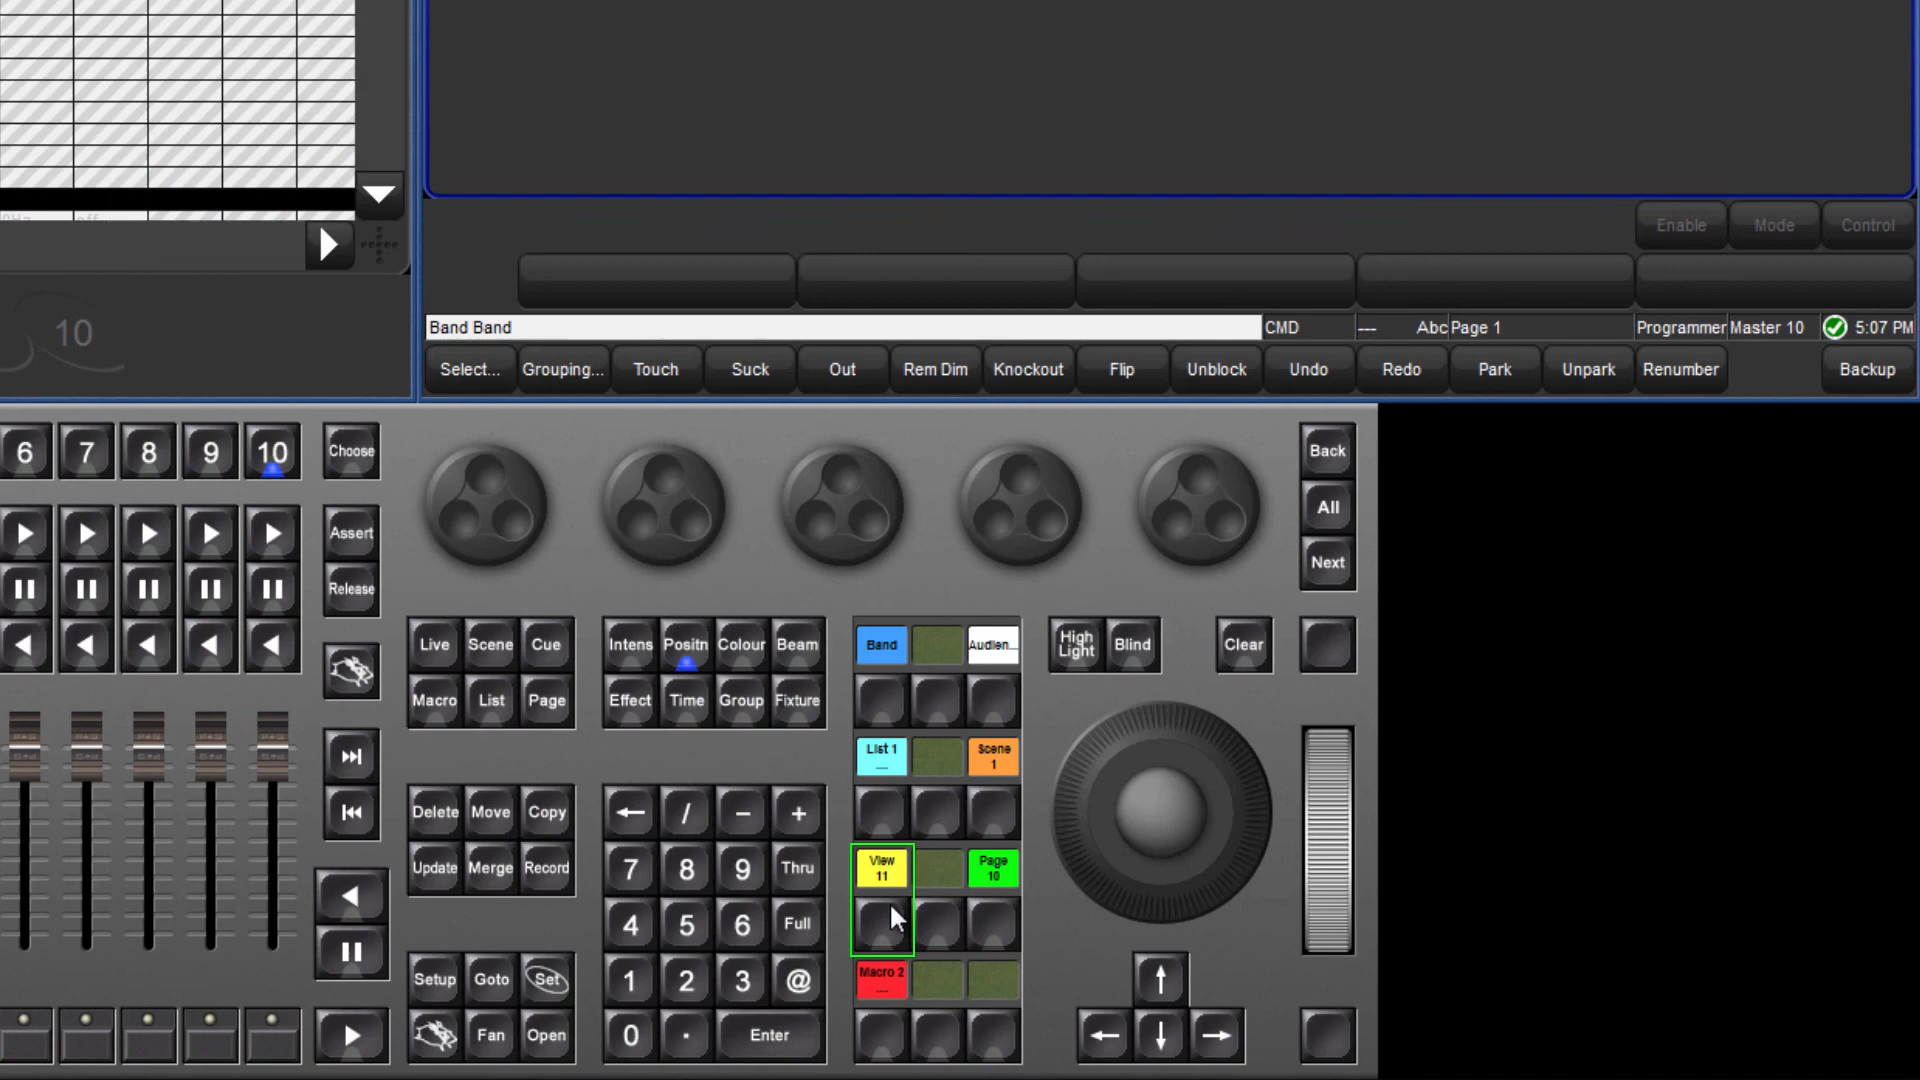 off
10
Enable Mode Control
Band Band CMD --- Abc Page 1 Programmer Master 10 5:07 PM
Select... Grouping... Touch Suck Out Rem Dim Knockout Flip Unblock Undo Redo Park Unpark Renumber Backup
6 7 8 9 10 Choose
Assert
Release
Back
All
Next
Live Scene Cue
Macro List Page
Intens Positn Colour Beam
Effect Time Group Fixture
Band Audien...
High Light Blind Clear
List 1 Scene 1
Delete Move Copy
Update Merge Record
← / – +
7 8 9 Thru
4 5 6 Full
1 2 3 @
0 . Enter
View 11 Page 10
Macro 2
Setup Goto Set
Fan Open